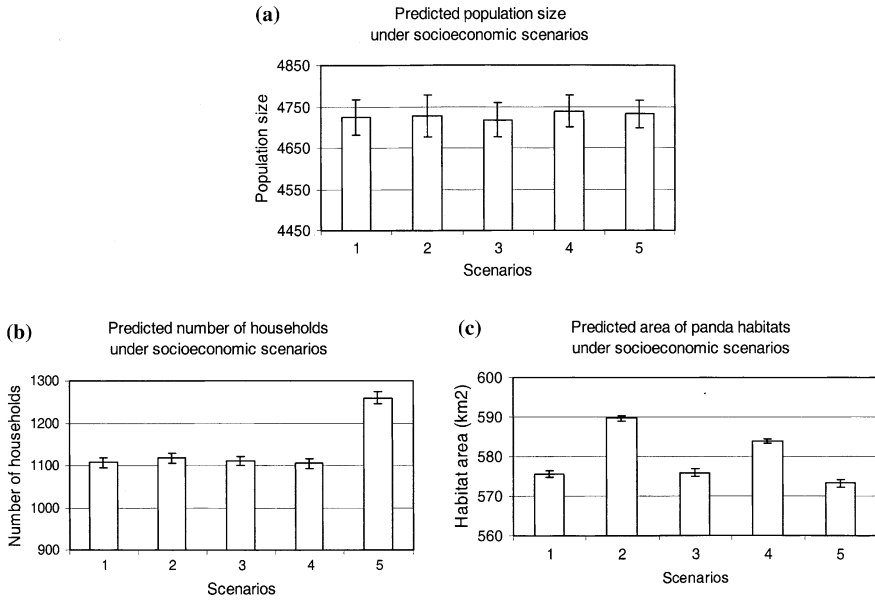 (a)
Predicted population size
under socioeconomic scenarios
4850
4750
4650
4550
4450
Population size
1 2 3 4 5
Scenarios
(b)
Predicted number of households
under socioeconomic scenarios
1300
1200
1100
1000
900
Number of households
1 2 3 4 5
Scenarios
(c)
Predicted area of panda habitats
under socioeconomic scenarios
600
590
580
570
560
Habitat area (km2)
1 2 3 4 5
Scenarios